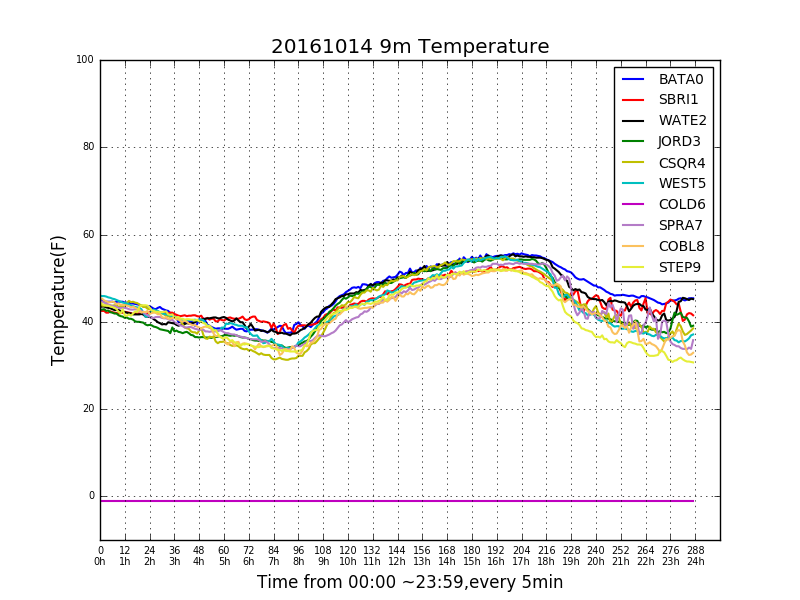 20161014 9m Temperature
100
80
60
40
20
0
Temperature(F)
BATA0
SBRI1
WATE2
JORD3
CSQR4
WEST5
COLD6
SPRA7
COBL8
STEP9
0 12 24 36 48 60 72 84 96 108 120 132 144 156 168 180 192 204 216 228 240 252 264 276 288
0h 1h 2h 3h 4h 5h 6h 7h 8h 9h 10h 11h 12h 13h 14h 15h 16h 17h 18h 19h 20h 21h 22h 23h 24h
Time from 00:00 ~23:59,every 5min